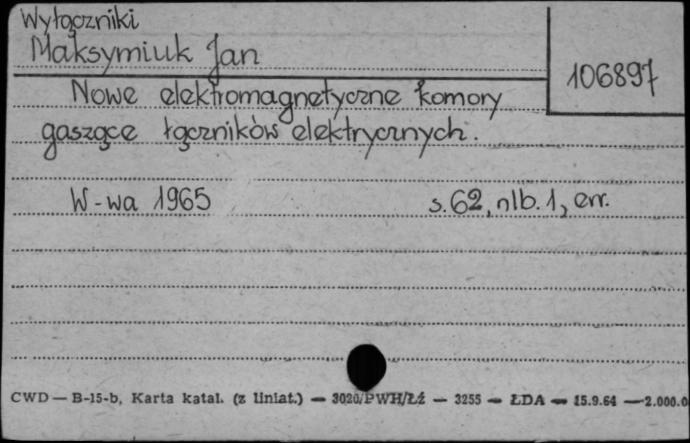 Wyłączniki
Maksymiuk Jan
106897
Nowe elektromagnetyczne komory
gaszące łączników elektrycznych.
W-wa 1965 s. 62, nlb. 1, err.
CWD — B-15-b, Karta katal. (z liniat.) — 3020/PWH/Łż — 3255 — ŁDA — 15.9.64 — 2.000.0